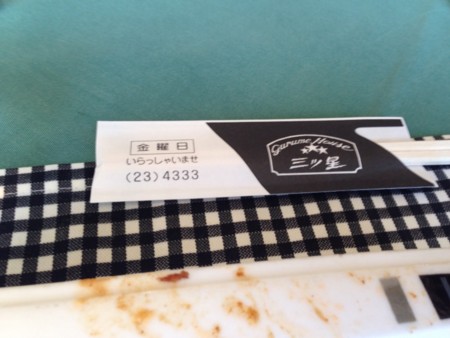 金曜日
いらっしゃいませ
(23)4333
Gurume House
三ツ星